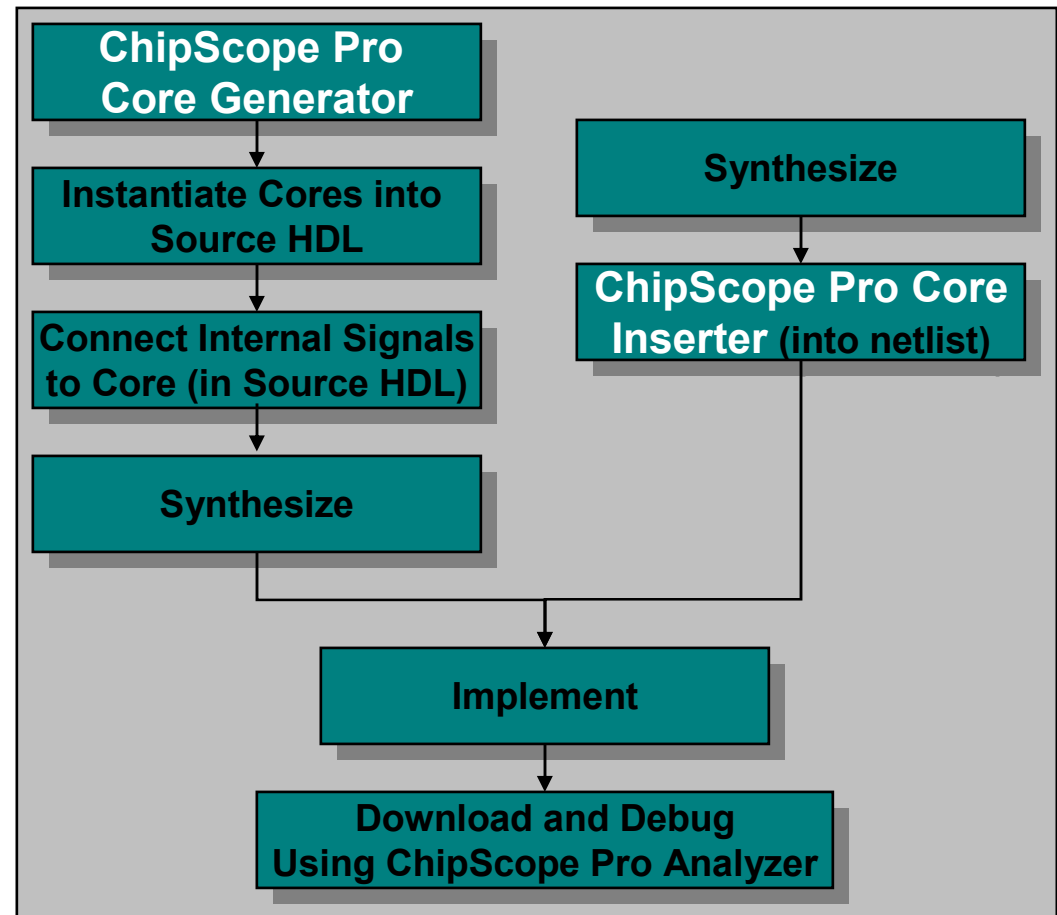 ChipScope Pro
Core Generator
Instantiate Cores into
Source HDL
Connect Internal Signals
to Core (in Source HDL)
Synthesize
Synthesize
ChipScope Pro Core
Inserter (into netlist)
Implement
Download and Debug
Using ChipScope Pro Analyzer